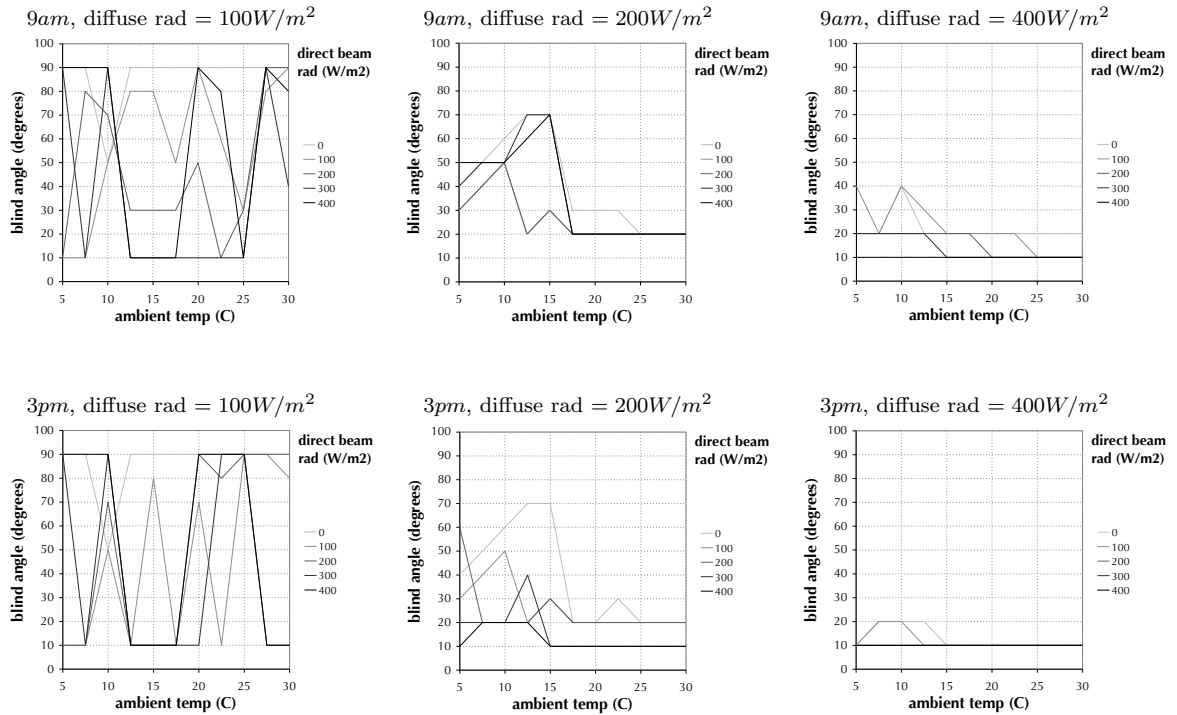 9am, diffuse rad = 100W/m²
100
90
80
70
60
50
40
30
20
10
0
blind angle (degrees)
5 10 15 20 25 30
ambient temp (C)
direct beam
rad (W/m2)
0
100
200
300
400
9am, diffuse rad = 200W/m²
100
90
80
70
60
50
40
30
20
10
0
blind angle (degrees)
5 10 15 20 25 30
ambient temp (C)
direct beam
rad (W/m2)
0
100
200
300
400
9am, diffuse rad = 400W/m²
100
90
80
70
60
50
40
30
20
10
0
blind angle (degrees)
5 10 15 20 25 30
ambient temp (C)
direct beam
rad (W/m2)
0
100
200
300
400
3pm, diffuse rad = 100W/m²
100
90
80
70
60
50
40
30
20
10
0
blind angle (degrees)
5 10 15 20 25 30
ambient temp (C)
direct beam
rad (W/m2)
0
100
200
300
400
3pm, diffuse rad = 200W/m²
100
90
80
70
60
50
40
30
20
10
0
blind angle (degrees)
5 10 15 20 25 30
ambient temp (C)
direct beam
rad (W/m2)
0
100
200
300
400
3pm, diffuse rad = 400W/m²
100
90
80
70
60
50
40
30
20
10
0
blind angle (degrees)
5 10 15 20 25 30
ambient temp (C)
direct beam
rad (W/m2)
0
100
200
300
400